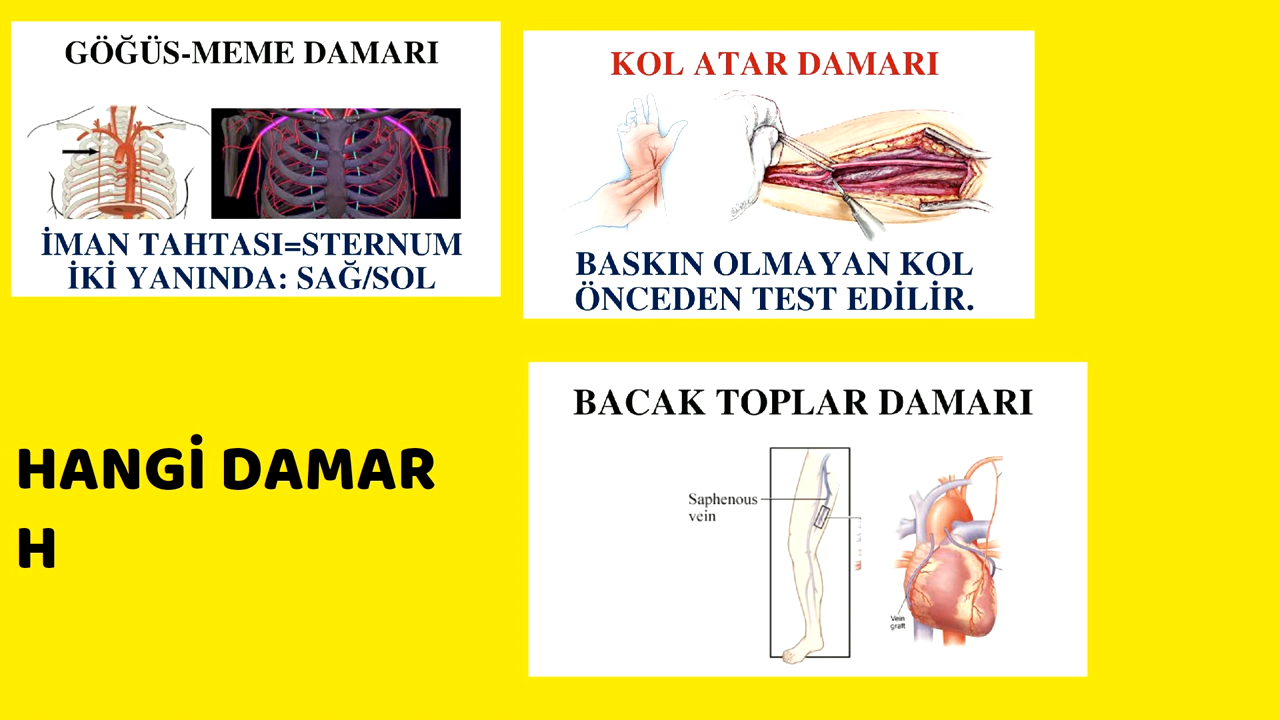 GÖĞÜS-MEME DAMARI
İMAN TAHTASI=STERNUM
İKİ YANINDA: SAĞ/SOL
KOL ATAR DAMARI
BASKIN OLMAYAN KOL
ÖNCEDEN TEST EDİLİR.
HANGİ DAMAR
H
BACAK TOPLAR DAMARI
Saphenous
vein
Vein
graft